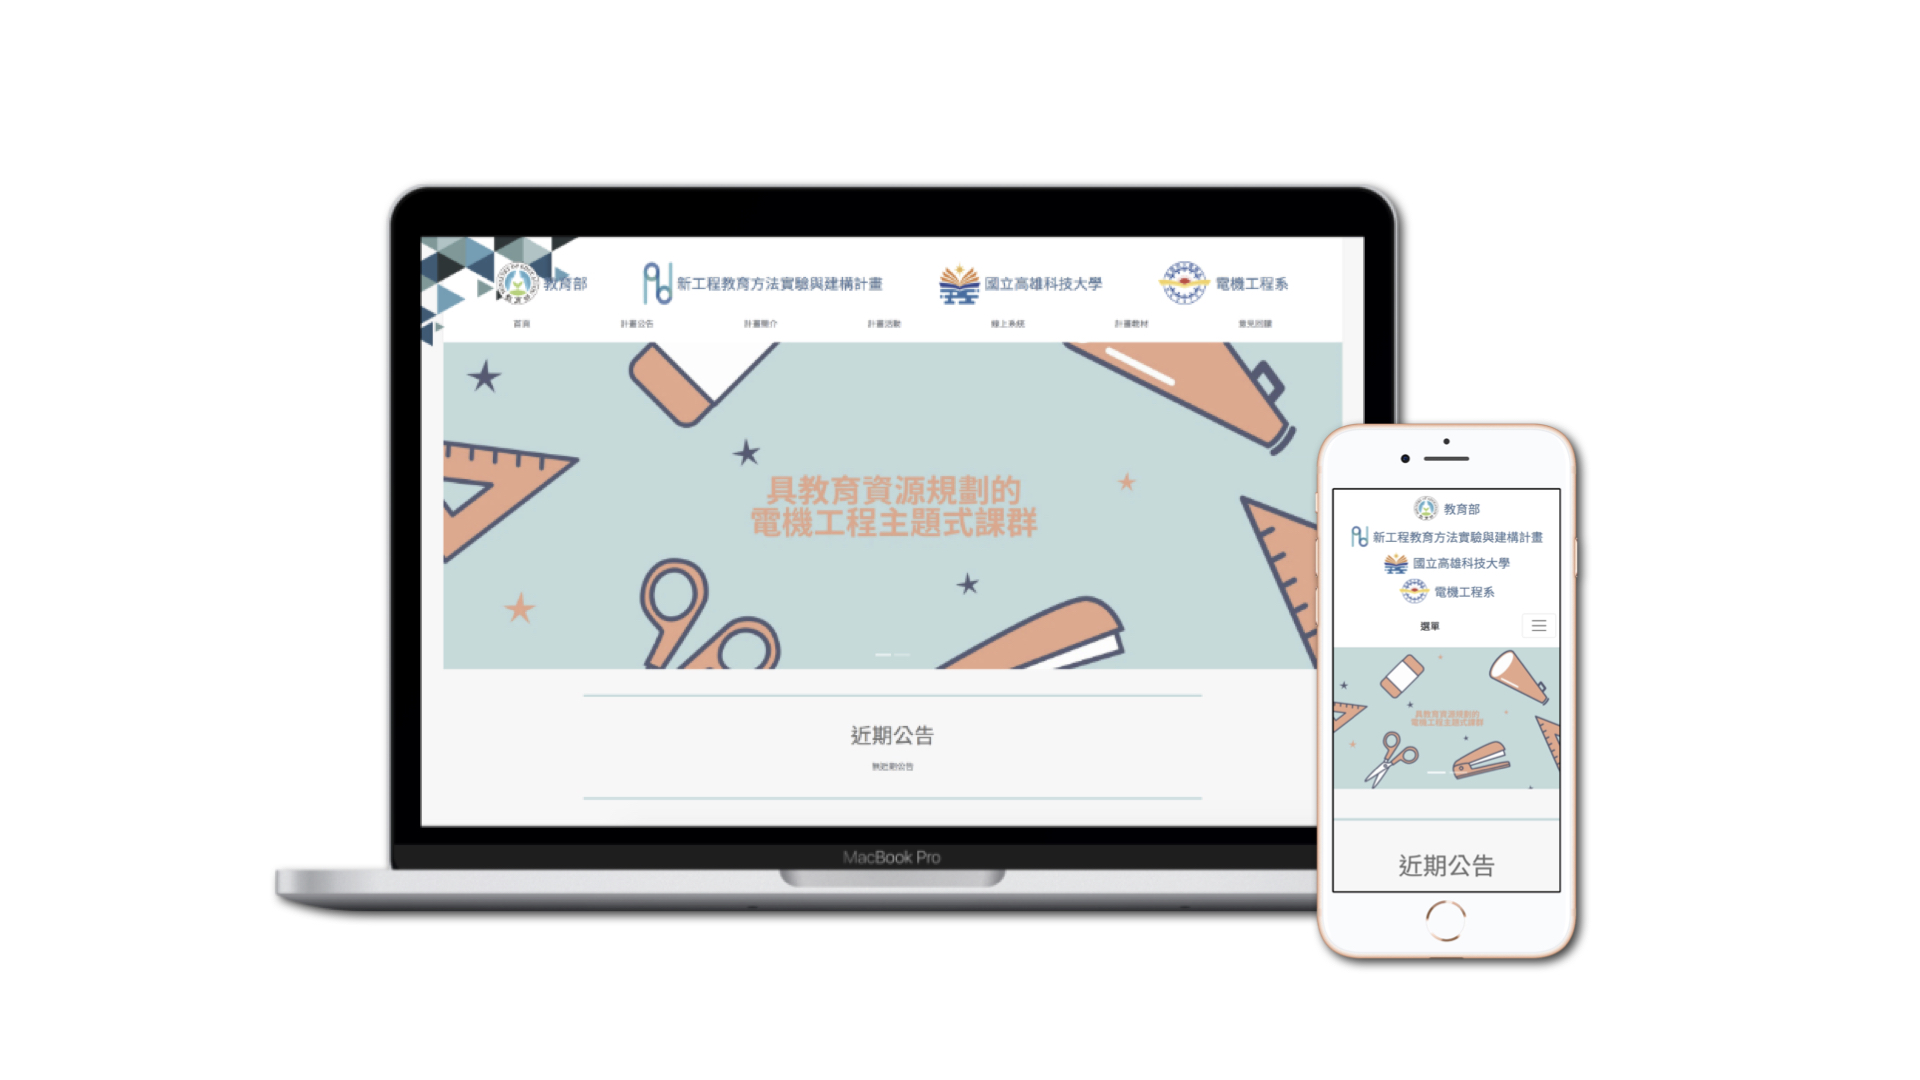 教育部
新工程教育方法實驗與建構計畫
國立高雄科技大學
電機工程系
首頁
計畫公告
計畫簡介
計畫活動
線上系統
計畫教材
意見回饋
具教育資源規劃的
電機工程主題式課群
近期公告
無近期公告
MacBook Pro
教育部
新工程教育方法實驗與建構計畫
國立高雄科技大學
電機工程系
選單
具教育資源規劃的
電機工程主題式課群
近期公告